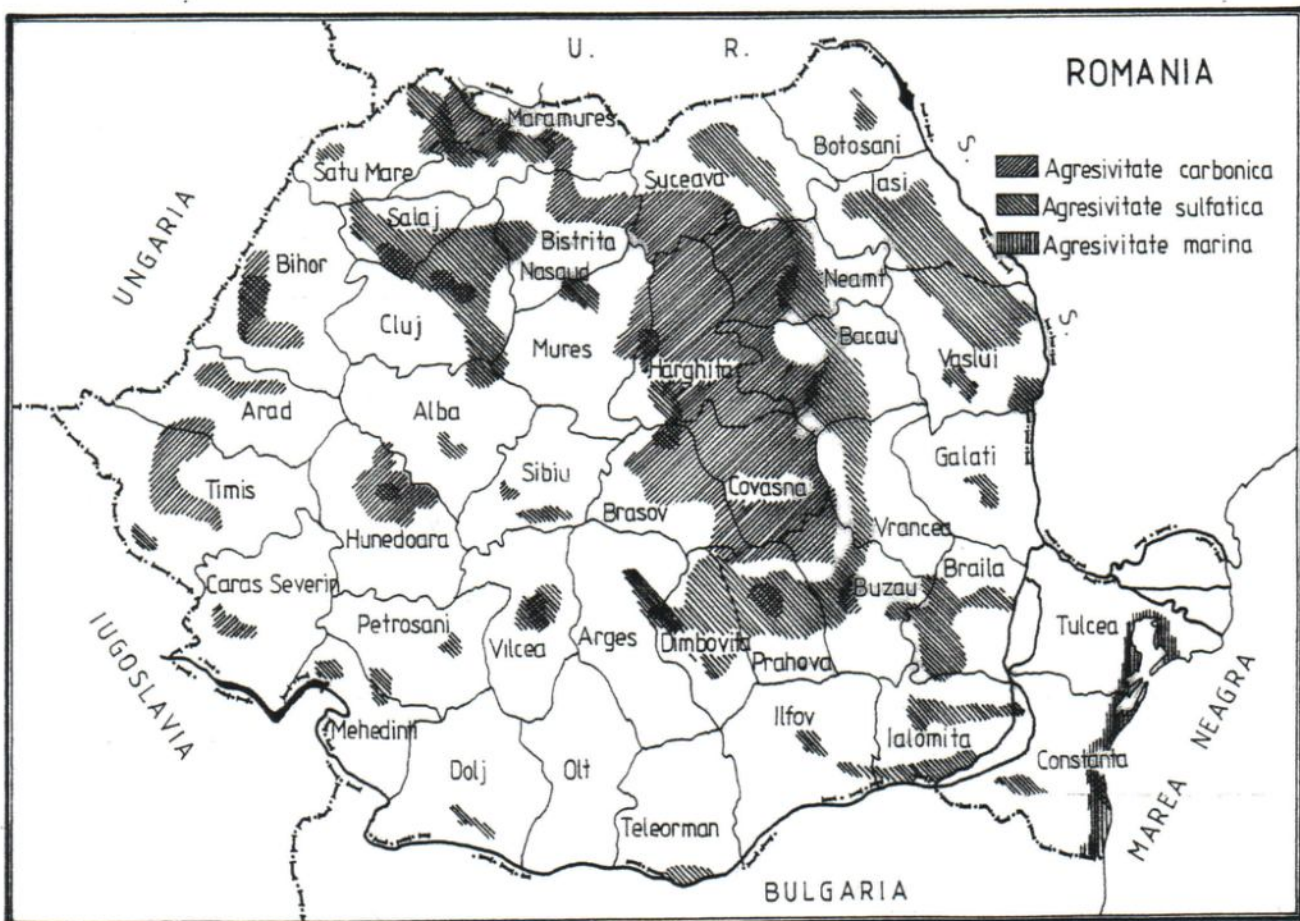 U. R.
ROMANIA
S.
S.
Agresivitate carbonica
Agresivitate sulfatica
Agresivitate marina
UNGARIA
IUGOSLAVIA
BULGARIA
MAREA NEAGRA
Maramures
Satu Mare
Suceava
Botosani
Iasi
Salaj
Bistrita
Nasaud
Bihor
Neamt
Cluj
Mures
Bacau
Harghita
Vaslui
Arad
Alba
Timis
Sibiu
Covasna
Galati
Hunedoara
Brasov
Vrancea
Caras Severin
Buzau
Braila
Petrosani
Vilcea
Arges
Dimbovita
Prahova
Tulcea
Mehedinti
Ilfov
Ialomita
Constanta
Dolj
Olt
Teleorman